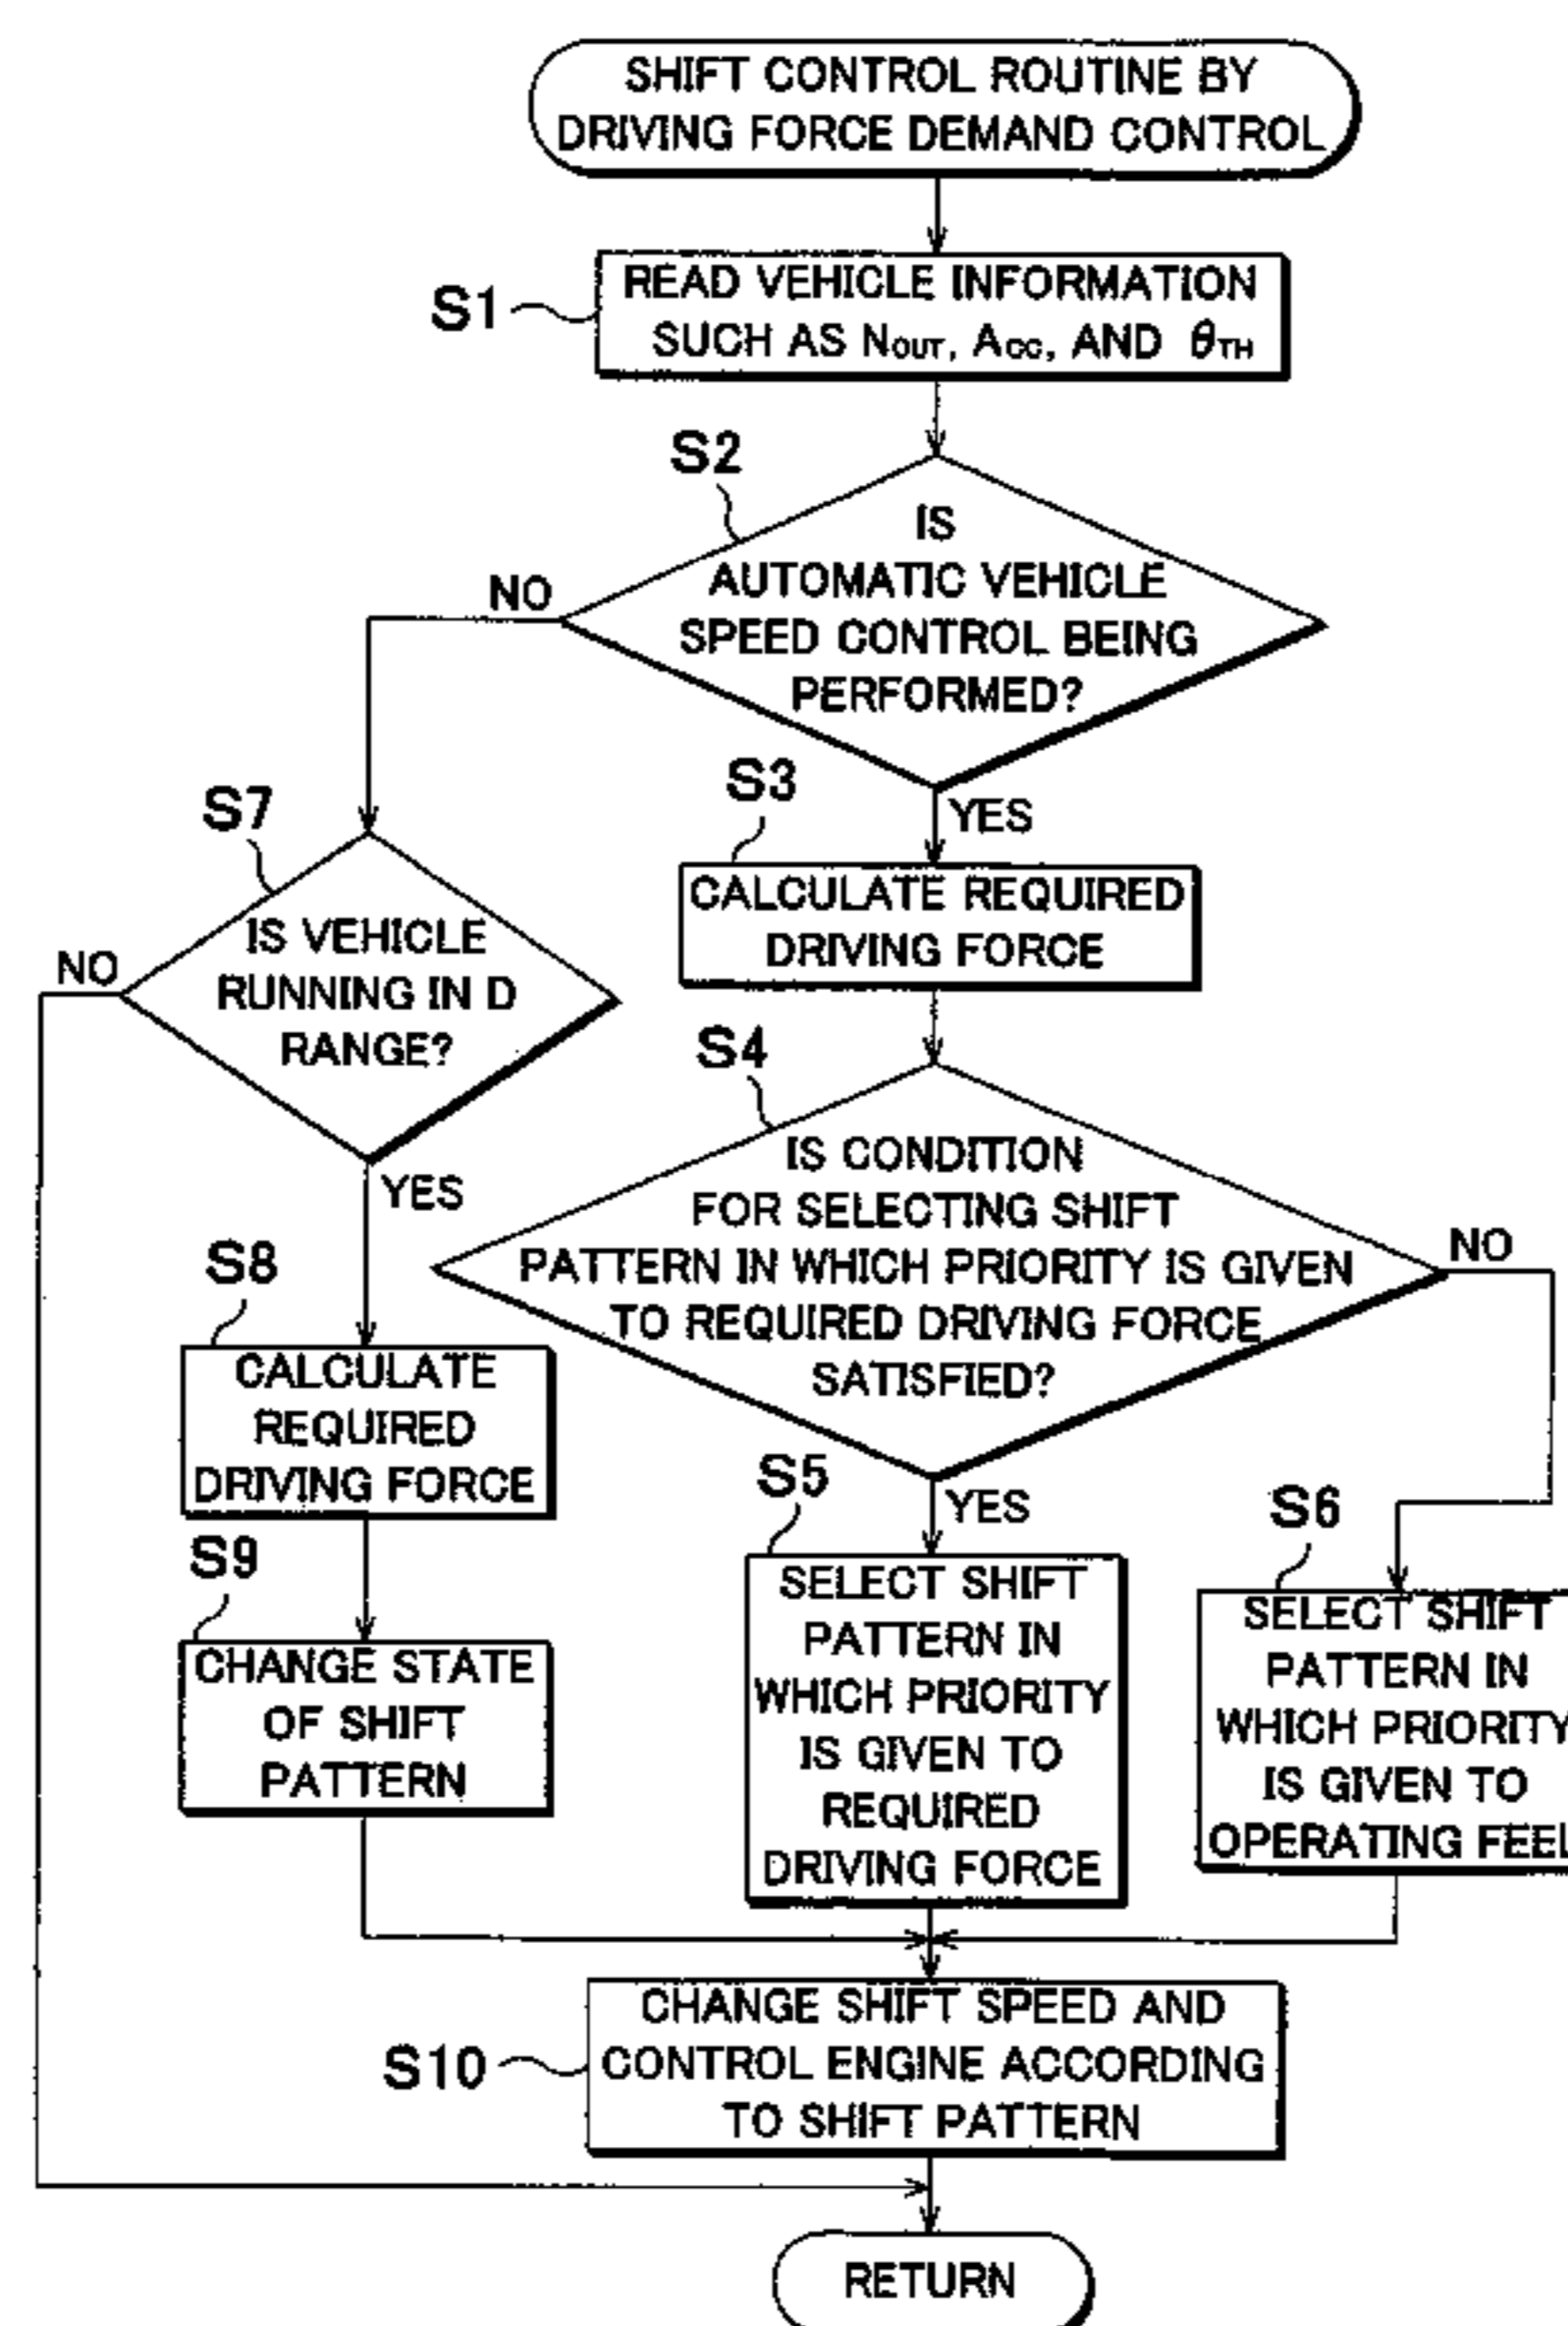 SHIFT CONTROL ROUTINE BY
DRIVING FORCE DEMAND CONTROL
S1
READ VEHICLE INFORMATION
SUCH AS NOUT, ACC, AND θTH
S2
IS
AUTOMATIC VEHICLE
SPEED CONTROL BEING
PERFORMED?
NO
YES
S3
CALCULATE REQUIRED
DRIVING FORCE
S7
IS VEHICLE
RUNNING IN D
RANGE?
NO
YES
S4
IS CONDITION
FOR SELECTING SHIFT
PATTERN IN WHICH PRIORITY IS GIVEN
TO REQUIRED DRIVING FORCE
SATISFIED?
NO
YES
S8
CALCULATE
REQUIRED
DRIVING FORCE
S9
CHANGE STATE
OF SHIFT
PATTERN
S5
SELECT SHIFT
PATTERN IN
WHICH PRIORITY
IS GIVEN TO
REQUIRED
DRIVING FORCE
S6
SELECT SHIFT
PATTERN IN
WHICH PRIORITY
IS GIVEN TO
OPERATING FEEL
S10
CHANGE SHIFT SPEED AND
CONTROL ENGINE ACCORDING
TO SHIFT PATTERN
RETURN